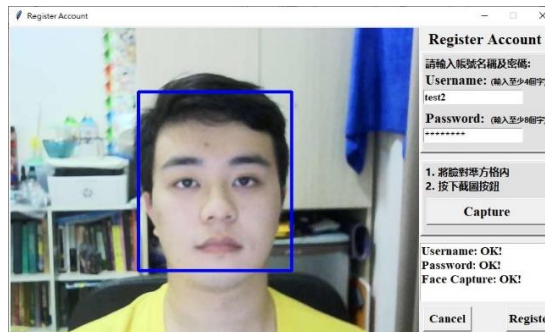 Register Account
Register Account
請輸入帳號名稱及密碼:
Username: (輸入至少4個字
test2
Password: (輸入至少8個字
********
1. 將臉對準方格內
2. 按下截圖按鈕
Capture
Username: OK!
Password: OK!
Face Capture: OK!
Cancel
Registe